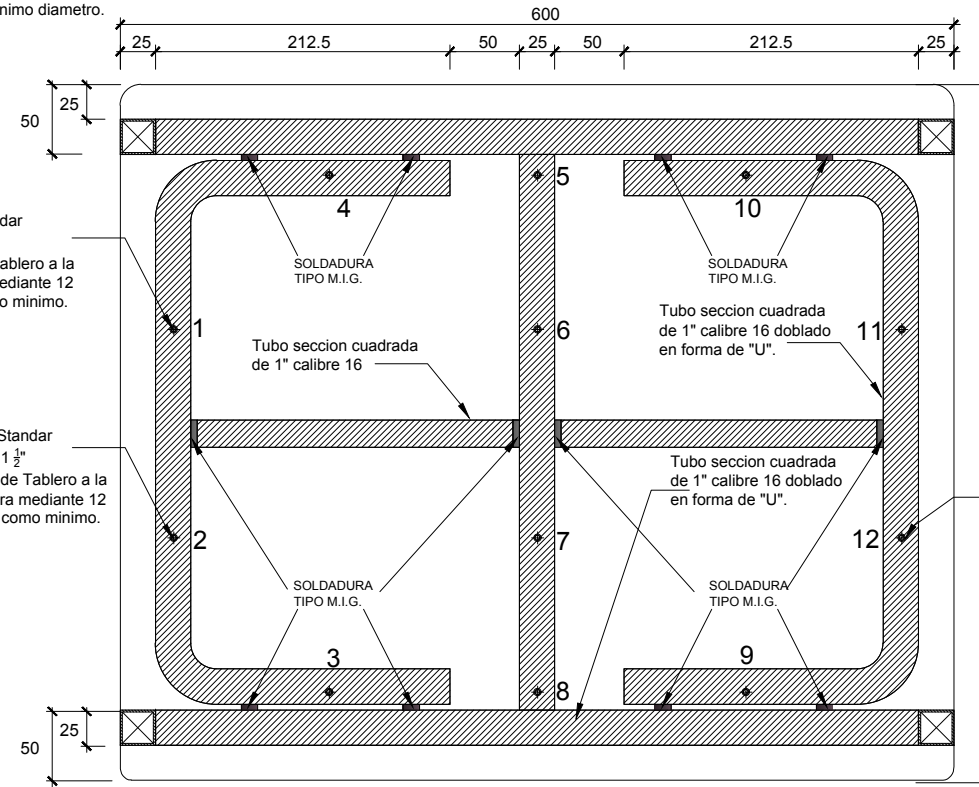 nimo diametro.
600
25
212.5
50
25
50
212.5
25
25
50
dar
ablero a la
ediante 12
o minimo.
4
5
10
SOLDADURA
TIPO M.I.G.
SOLDADURA
TIPO M.I.G.
1
6
11
Tubo seccion cuadrada
de 1" calibre 16
Tubo seccion cuadrada
de 1" calibre 16 doblado
en forma de "U".
Standar
1 1/2"
de Tablero a la
ra mediante 12
como minimo.
Tubo seccion cuadrada
de 1" calibre 16 doblado
en forma de "U".
2
7
12
SOLDADURA
TIPO M.I.G.
SOLDADURA
TIPO M.I.G.
3
8
9
25
50